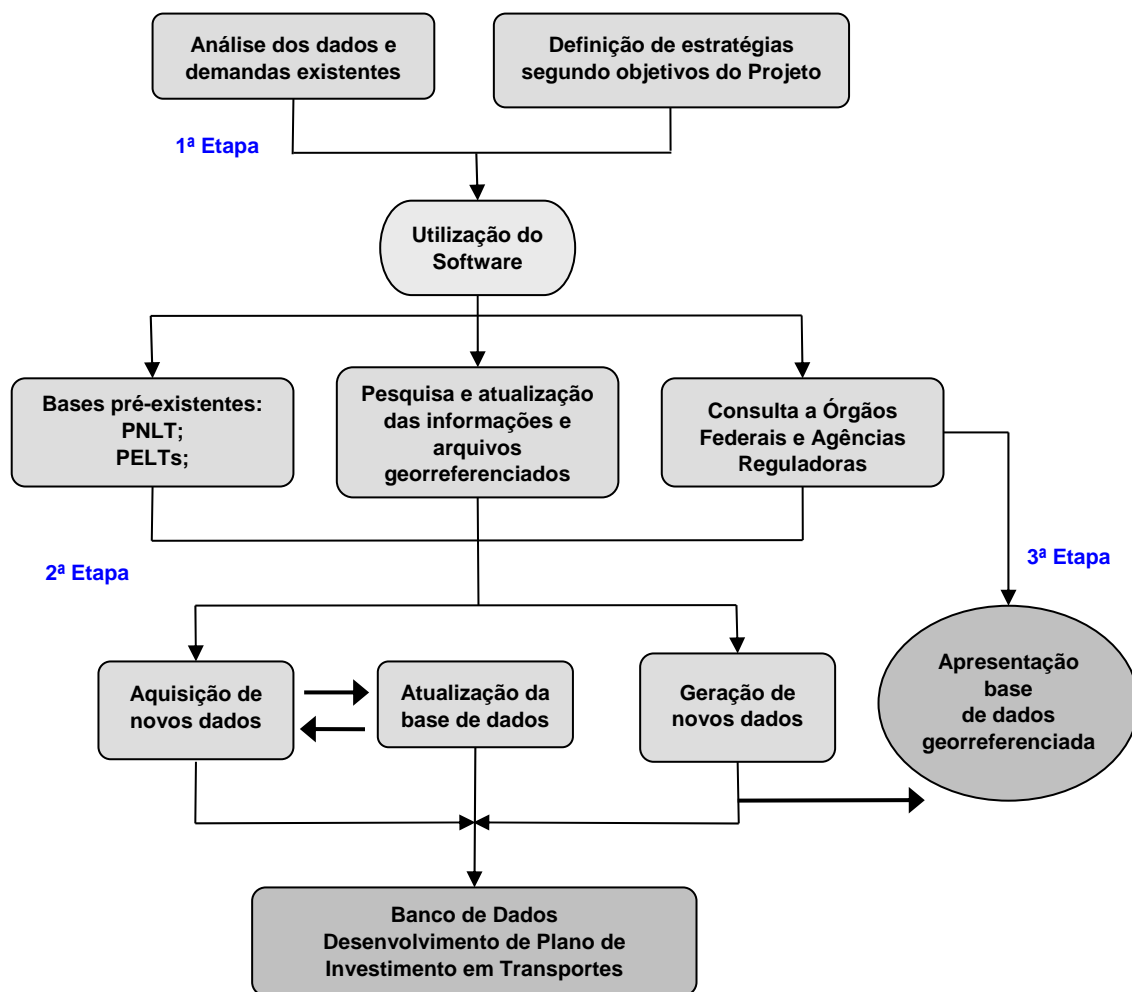 Análise dos dados e
demandas existentes
Definição de estratégias
segundo objetivos do Projeto
1ª Etapa
Utilização do
Software
Bases pré-existentes:
PNLT;
PELTs;
Pesquisa e atualização
das informações e
arquivos
georreferenciados
Consulta a Órgãos
Federais e Agências
Reguladoras
2ª Etapa
3ª Etapa
Aquisição de
novos dados
Atualização da
base de dados
Geração de
novos dados
Apresentação
base
de dados
georreferenciada
Banco de Dados
Desenvolvimento de Plano de
Investimento em Transportes